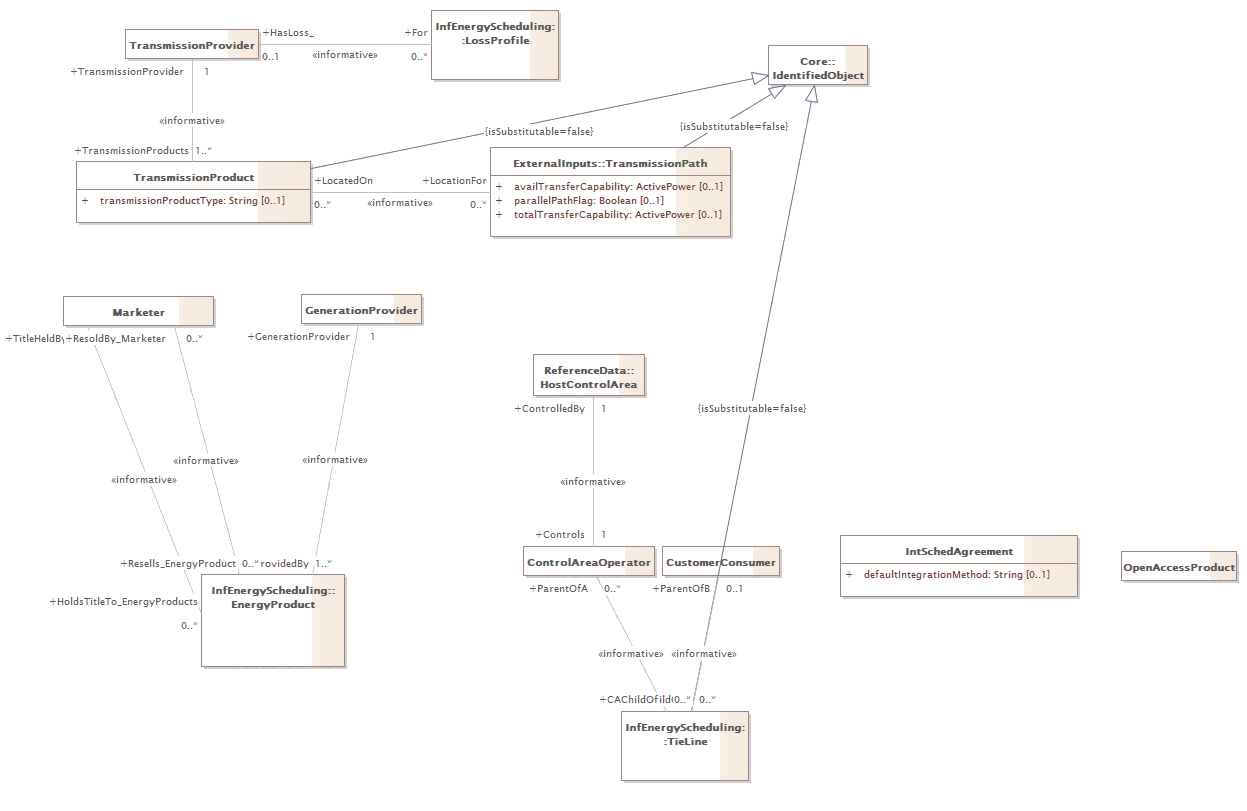 TransmissionProvider
+HasLoss_
+For
0..1
«informative»
0..*
InfEnergyScheduling:
:LossProfile
Core::
IdentifiedObject
+TransmissionProvider
1
«informative»
+TransmissionProducts
1..*
{isSubstitutable=false}
{isSubstitutable=false}
TransmissionProduct
+ transmissionProductType: String [0..1]
+LocatedOn
+LocationFor
0..*
«informative»
0..*
ExternalInputs::TransmissionPath
+ availTransferCapability: ActivePower [0..1]
+ parallelPathFlag: Boolean [0..1]
+ totalTransferCapability: ActivePower [0..1]
Marketer
GenerationProvider
+TitleHeldBy
+ResoldBy_Marketer
0..*
+GenerationProvider
1
ReferenceData::
HostControlArea
+ControlledBy
1
{isSubstitutable=false}
«informative»
«informative»
«informative»
«informative»
+Controls
1
+Resells_EnergyProduct
0..*
rovidedBy
1..*
ControlAreaOperator
CustomerConsumer
IntSchedAgreement
+ defaultIntegrationMethod: String [0..1]
OpenAccessProduct
+HoldsTitleTo_EnergyProducts
0..*
InfEnergyScheduling::
EnergyProduct
+ParentOfA
0..*
+ParentOfB
0..1
«informative»
«informative»
+CAChildOf
0..*
0..*
InfEnergyScheduling:
:TieLine